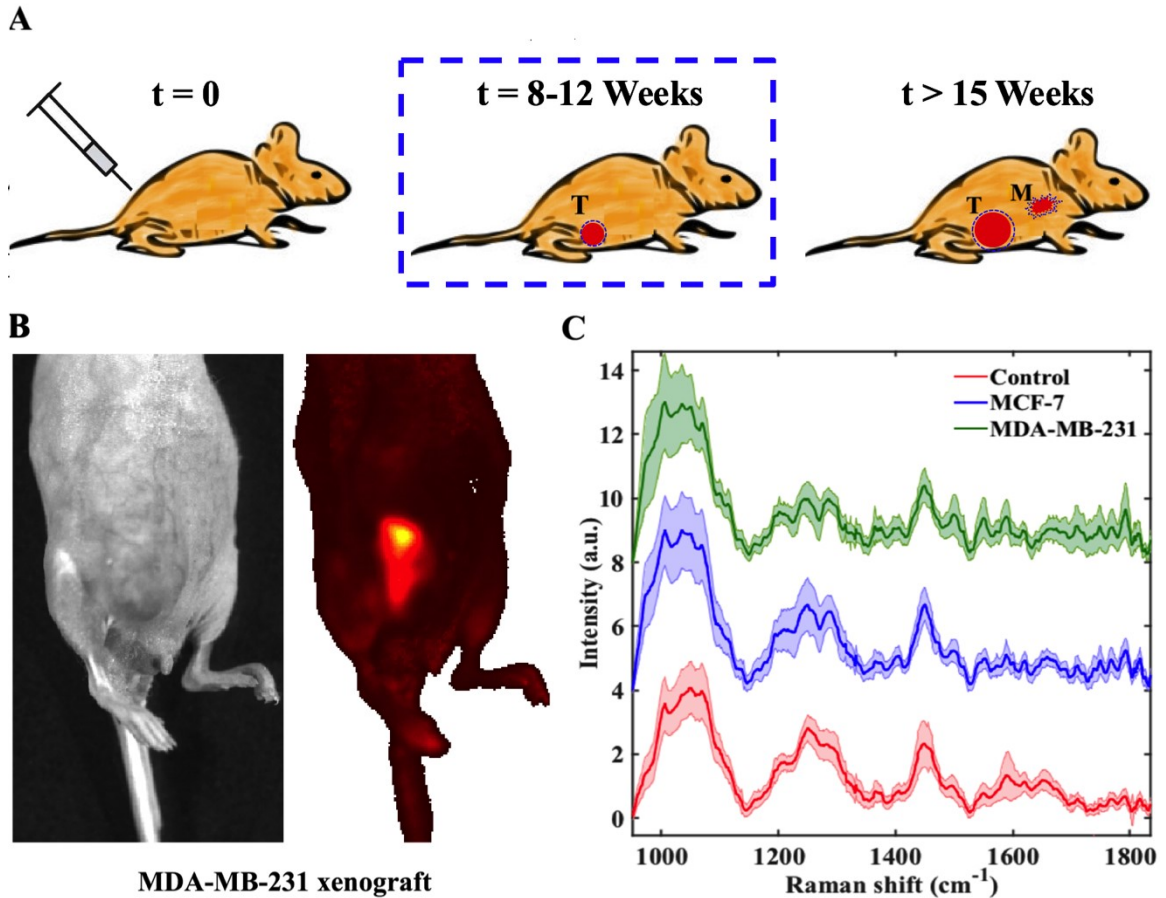 A
t = 0
t = 8-12 Weeks
t > 15 Weeks
T
T
M
B
C
MDA-MB-231 xenograft
Control
MCF-7
MDA-MB-231
Intensity (a.u.)
14
12
10
8
6
4
2
0
1000 1200 1400 1600 1800
Raman shift (cm⁻¹)